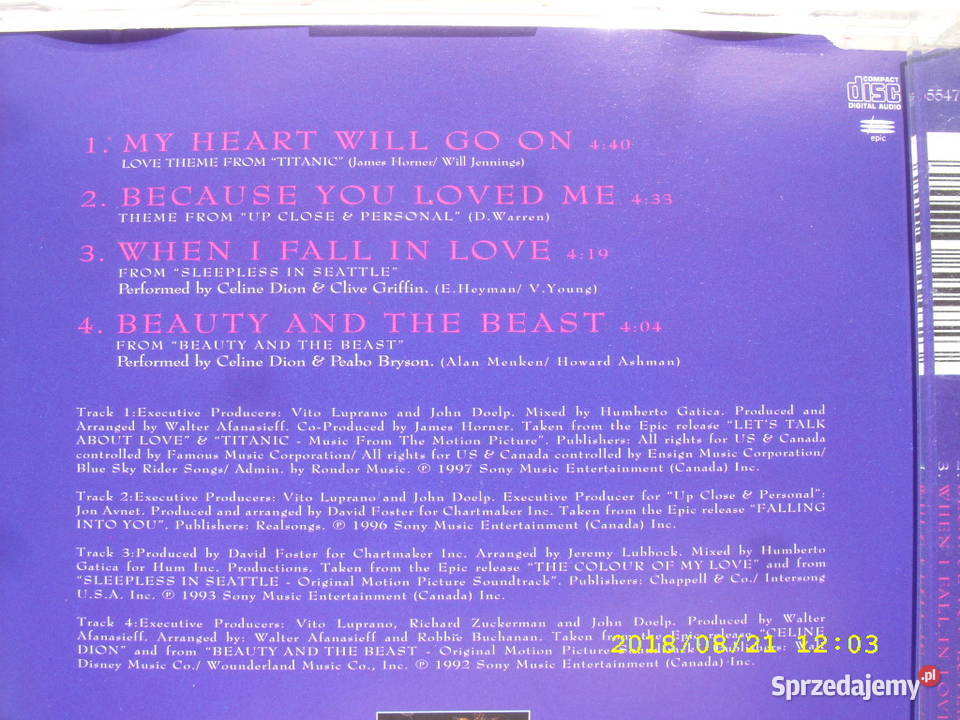 COMPACT
disc
DIGITAL AUDIO
epic
5547
1. MY HEART WILL GO ON 4:40
LOVE THEME FROM "TITANIC" (James Horner/ Will Jennings)
2. BECAUSE YOU LOVED ME 4:33
THEME FROM "UP CLOSE & PERSONAL" (D.Warren)
3. WHEN I FALL IN LOVE 4:19
FROM "SLEEPLESS IN SEATTLE"
Performed by Celine Dion & Clive Griffin. (E.Heyman/ V.Young)
4. BEAUTY AND THE BEAST 4:04
FROM "BEAUTY AND THE BEAST"
Performed by Celine Dion & Peabo Bryson. (Alan Menken/ Howard Ashman)
Track 1:Executive Producers: Vito Luprano and John Doelp. Mixed by Humberto Gatica. Produced and
Arranged by Walter Afanasieff. Co-Produced by James Horner. Taken from the Epic release "LET'S TALK
ABOUT LOVE" & "TITANIC - Music From The Motion Picture". Publishers: All rights for US & Canada
controlled by Famous Music Corporation/ All rights for US & Canada controlled by Ensign Music Corporation/
Blue Sky Rider Songs/ Admin. by Rondor Music. ℗ 1997 Sony Music Entertainment (Canada) Inc.
Track 2:Executive Producers: Vito Luprano and John Doelp. Executive Producer for "Up Close & Personal":
Jon Avnet. Produced and arranged by David Foster for Chartmaker Inc. Taken from the Epic release "FALLING
INTO YOU". Publishers: Realsongs. ℗ 1996 Sony Music Entertainment (Canada) Inc.
Track 3:Produced by David Foster for Chartmaker Inc. Arranged by Jeremy Lubbock. Mixed by Humberto
Gatica for Hum Inc. Productions. Taken from the Epic release "THE COLOUR OF MY LOVE" and from
"SLEEPLESS IN SEATTLE - Original Motion Picture Soundtrack". Publishers: Chappell & Co./ Intersong
U.S.A. Inc. ℗ 1993 Sony Music Entertainment (Canada) Inc.
Track 4:Executive Producers: Vito Luprano, Richard Zuckerman and John Doelp. Produced by Walter
Afanasieff. Arranged by: Walter Afanasieff and Robbie Buchanan. Taken from the Epic release "CELINE
DION" and from "BEAUTY AND THE BEAST - Original Motion Picture Publishers: Walt
Disney Music Co./ Wounderland Music Co., Inc. ℗ 1992 Sony Music Entertainment (Canada) Inc.
3. WHEN I FALL IN LOVE
2018/08/21 12:03
Sprzedajemy.pl